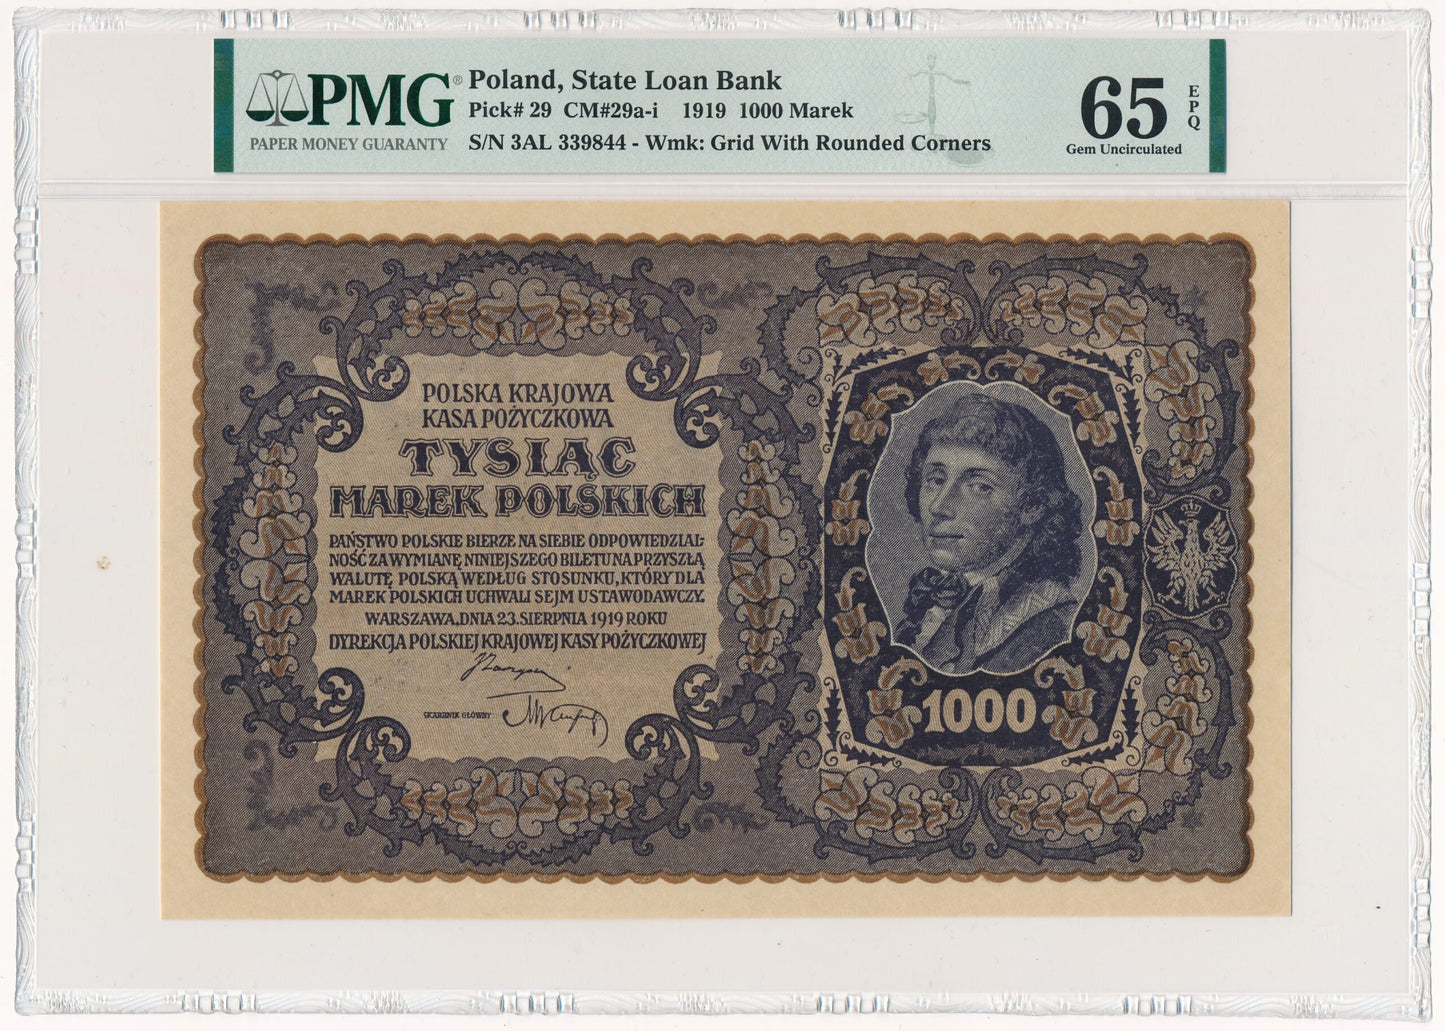 PMG®
PAPER MONEY GUARANTY
Poland, State Loan Bank
Pick# 29 CM#29a-i 1919 1000 Marek
S/N 3AL 339844 - Wmk: Grid With Rounded Corners
65 EPQ
Gem Uncirculated
POLSKA KRAJOWA
KASA POŻYCZKOWA
TYSIĄC
MAREK POLSKICH
PAŃSTWO POLSKIE BIERZE NA SIEBIE ODPOWIEDZIAL-
NOŚĆ ZA WYMIANĘ NINIEJSZEGO BILETU NA PRZYSZŁĄ
WALUTĘ POLSKĄ WEDŁUG STOSUNKU, KTÓRY DLA
MAREK POLSKICH UCHWALI SEJM USTAWODAWCZY.
WARSZAWA, DNIA 23. SIERPNIA 1919 ROKU
DYREKCJA POLSKIEJ KRAJOWEJ KASY POŻYCZKOWEJ
SKARBNIK GŁÓWNY:
1000